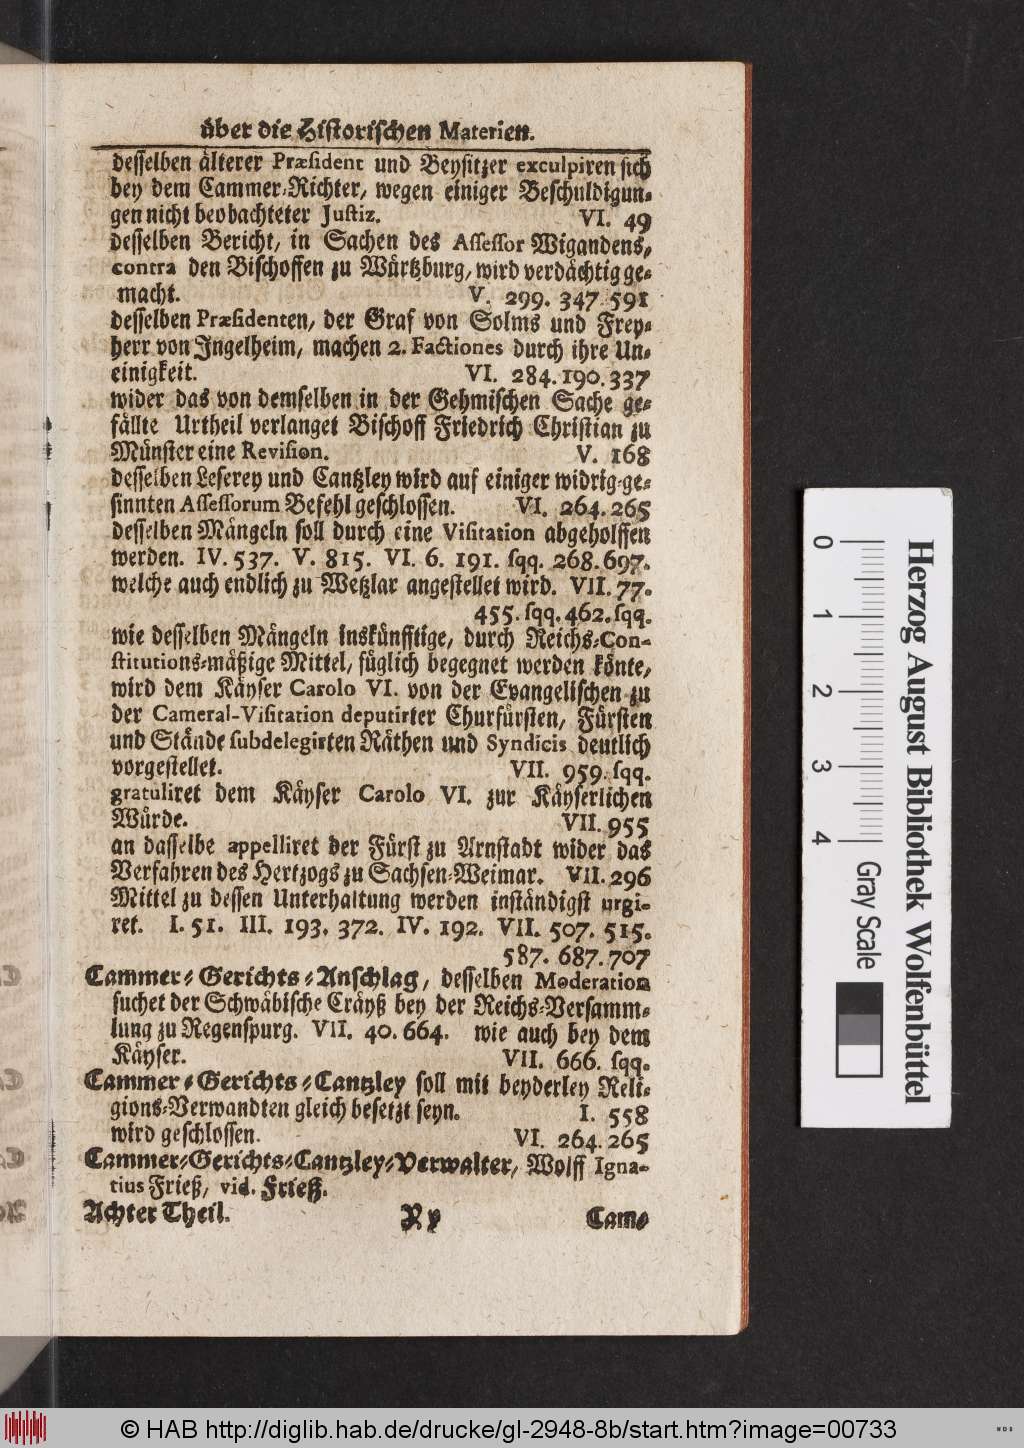 über die Historischen Materien.
desselben älterer Præsident und Beysitzer exculpiren sich
bey dem Cammer-Richter, wegen einiger Beschuldigun-
gen nicht beobachteter Justiz. VI. 49
desselben Bericht, in Sachen des Assessor Wigandens,
contra den Bischoffen zu Würtzburg, wird verdächtig ge-
macht. V. 299. 347. 591
desselben Præsidenten, der Graf von Solms und Frey-
herr von Ingelheim, machen 2. Factiones durch ihre Un-
einigkeit. VI. 284. 190. 337
wider das von demselben in der Gehmischen Sache ge-
fällte Urtheil verlanget Bischoff Friedrich Christian zu
Münster eine Revision. V. 168
desselben Leserey und Cantzley wird auf einiger widrig-ge-
sinnten Assessorum Befehl geschlossen. VI. 264. 265
desselben Mängeln soll durch eine Visitation abgeholffen
werden. IV. 537. V. 815. VI. 6. 191. sqq. 268. 697.
welche auch endlich zu Wetzlar angestellet wird. VII. 77.
455. sqq. 462. sqq.
wie desselben Mängeln inskünfftige, durch Reichs-Con-
stitutions-mäßige Mittel, füglich begegnet werden könte,
wird dem Käyser Carolo VI. von der Evangelischen zu
der Cameral-Visitation deputirter Churfürsten, Fürsten
und Stände subdelegirten Räthen und Syndicis deutlich
vorgestellet. VII. 959. sqq.
gratuliret dem Käyser Carolo VI. zur Käyserlichen
Würde. VII. 955
an dasselbe appelliret der Fürst zu Arnstadt wider das
Verfahren des Hertzogs zu Sachsen-Weimar. VII. 296
Mittel zu dessen Unterhaltung werden inständigst urgi-
ret. I. 51. III. 193. 372. IV. 192. VII. 507. 515.
587. 687. 707
Cammer-Gerichts-Anschlag, desselben Moderation
suchet der Schwäbische Cräyß bey der Reichs-Versamm-
lung zu Regenspurg. VII. 40. 664. wie auch bey dem
Käyser. VII. 666. sqq.
Cammer-Gerichts-Cantzley soll mit beyderley Reli-
gions-Verwandten gleich besetzt seyn. I. 558
wird geschlossen. VI. 264. 265
Cammer-Gerichts-Cantzley-Verwalter, Wolff Igna-
tius Frieß, vid. Frieß.
Achter Theil. Yy Cam-
0 1 2 3 4
Gray Scale
Herzog August Bibliothek Wolfenbüttel
© HAB http://diglib.hab.de/drucke/gl-2948-8b/start.htm?image=00733